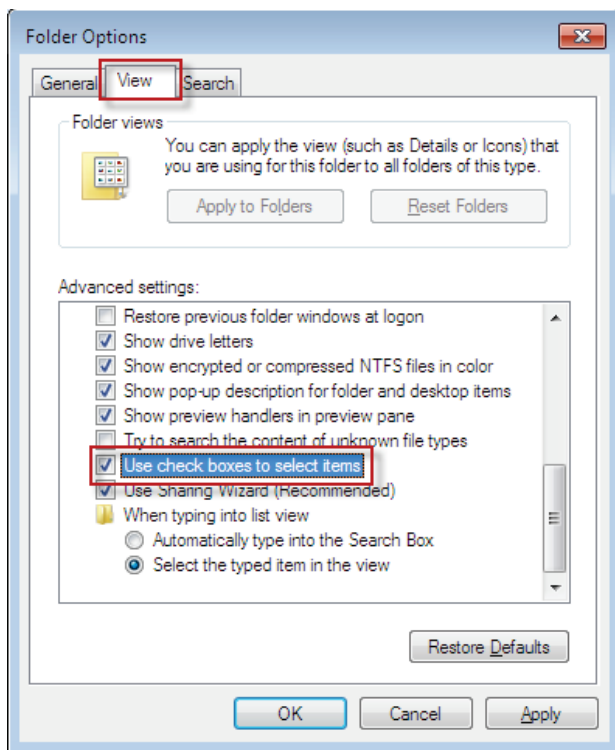 Folder Options
General View Search
Folder views
You can apply the view (such as Details or Icons) that
you are using for this folder to all folders of this type.
Apply to Folders Reset Folders
Advanced settings:
Restore previous folder windows at logon
Show drive letters
Show encrypted or compressed NTFS files in color
Show pop-up description for folder and desktop items
Show preview handlers in preview pane
Try to search the content of unknown file types
Use check boxes to select items
Use Sharing Wizard (Recommended)
When typing into list view
Automatically type into the Search Box
Select the typed item in the view
Restore Defaults
OK Cancel Apply